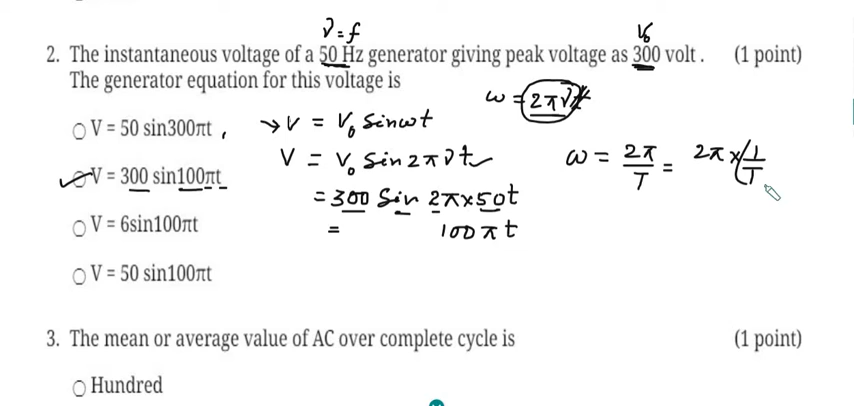 ν = f
V₀
2. The instantaneous voltage of a 50 Hz generator giving peak voltage as 300 volt . (1 point)
The generator equation for this voltage is
ω = 2πν
V = 50 sin300πt ,
→ V = V₀ Sinωt
V = 300 sin100πt
V = V₀ Sin 2πνt
ω = 2π/T = 2π × (1/T
= 300 Sin 2π×50t
V = 6sin100πt
= 100πt
V = 50 sin100πt
3. The mean or average value of AC over complete cycle is (1 point)
Hundred